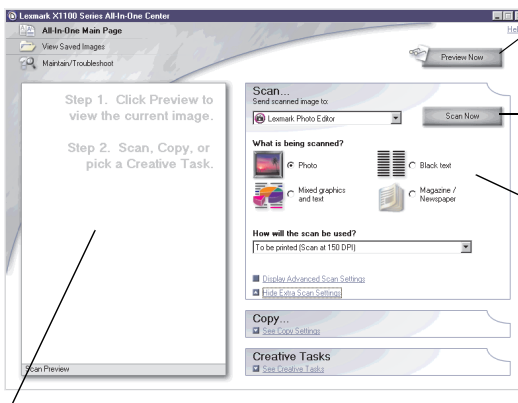 Lexmark X1100 Series All-In-One Center
All-In-One Main Page
View Saved Images
Maintain/Troubleshoot
Preview Now
Step 1. Click Preview to
view the current image.
Step 2. Scan, Copy, or
pick a Creative Task.
Scan Preview
Scan...
Send scanned image to:
Lexmark Photo Editor
Scan Now
What is being scanned?
Photo
Black text
Mixed graphics
and text
Magazine /
Newspaper
How will the scan be used?
To be printed (Scan at 150 DPI)
Display Advanced Scan Settings
Hide Extra Scan Settings
Copy...
See Copy Settings
Creative Tasks
See Creative Tasks